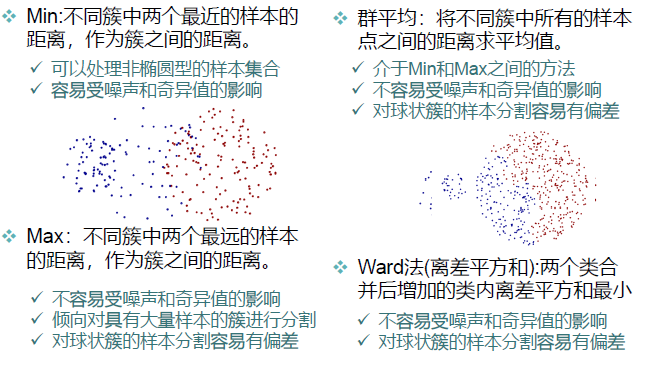 Min:不同簇中两个最近的样本的
距离，作为簇之间的距离。
可以处理非椭圆型的样本集合
容易受噪声和奇异值的影响
Max：不同簇中两个最远的样本
的距离，作为簇之间的距离。
不容易受噪声和奇异值的影响
倾向对具有大量样本的簇进行分割
对球状簇的样本分割容易有偏差
群平均：将不同簇中所有的样本
点之间的距离求平均值。
介于Min和Max之间的方法
不容易受噪声和奇异值的影响
对球状簇的样本分割容易有偏差
Ward法(离差平方和):两个类合
并后增加的类内离差平方和最小
不容易受噪声和奇异值的影响
对球状簇的样本分割容易有偏差